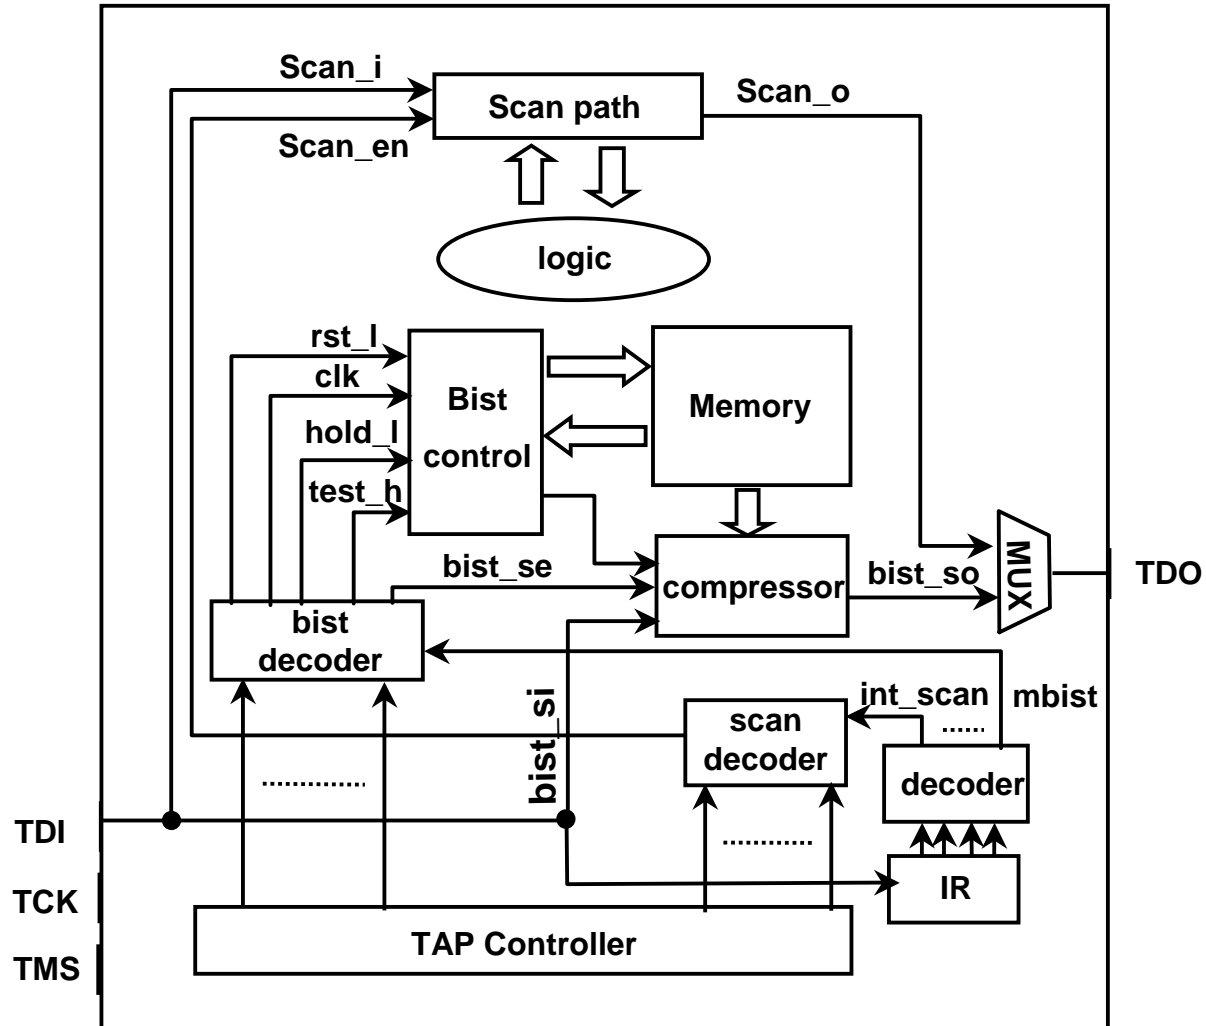 Scan_i
Scan path
Scan_o
Scan_en
logic
rst_l
clk
hold_l
test_h
Bist
control
Memory
bist_se
compressor
bist_so
MUX
TDO
bist
decoder
bist_si
int_scan
mbist
scan
decoder
decoder
TDI
TCK
IR
TMS
TAP Controller